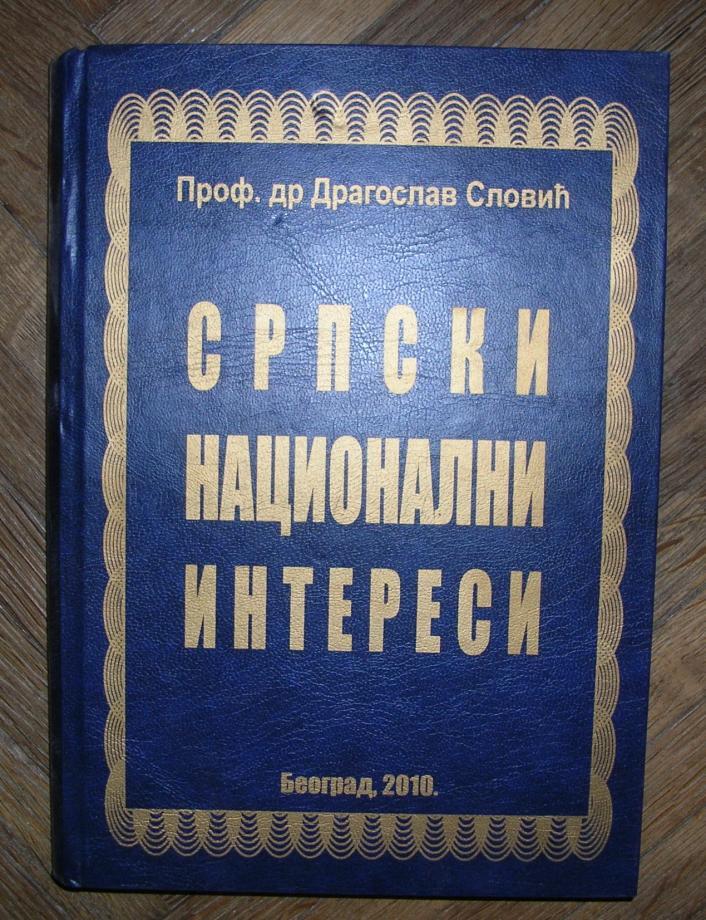 Проф. др Драгослав Словић
СРПСКИ
НАЦИОНАЛНИ
ИНТЕРЕСИ
Београд, 2010.